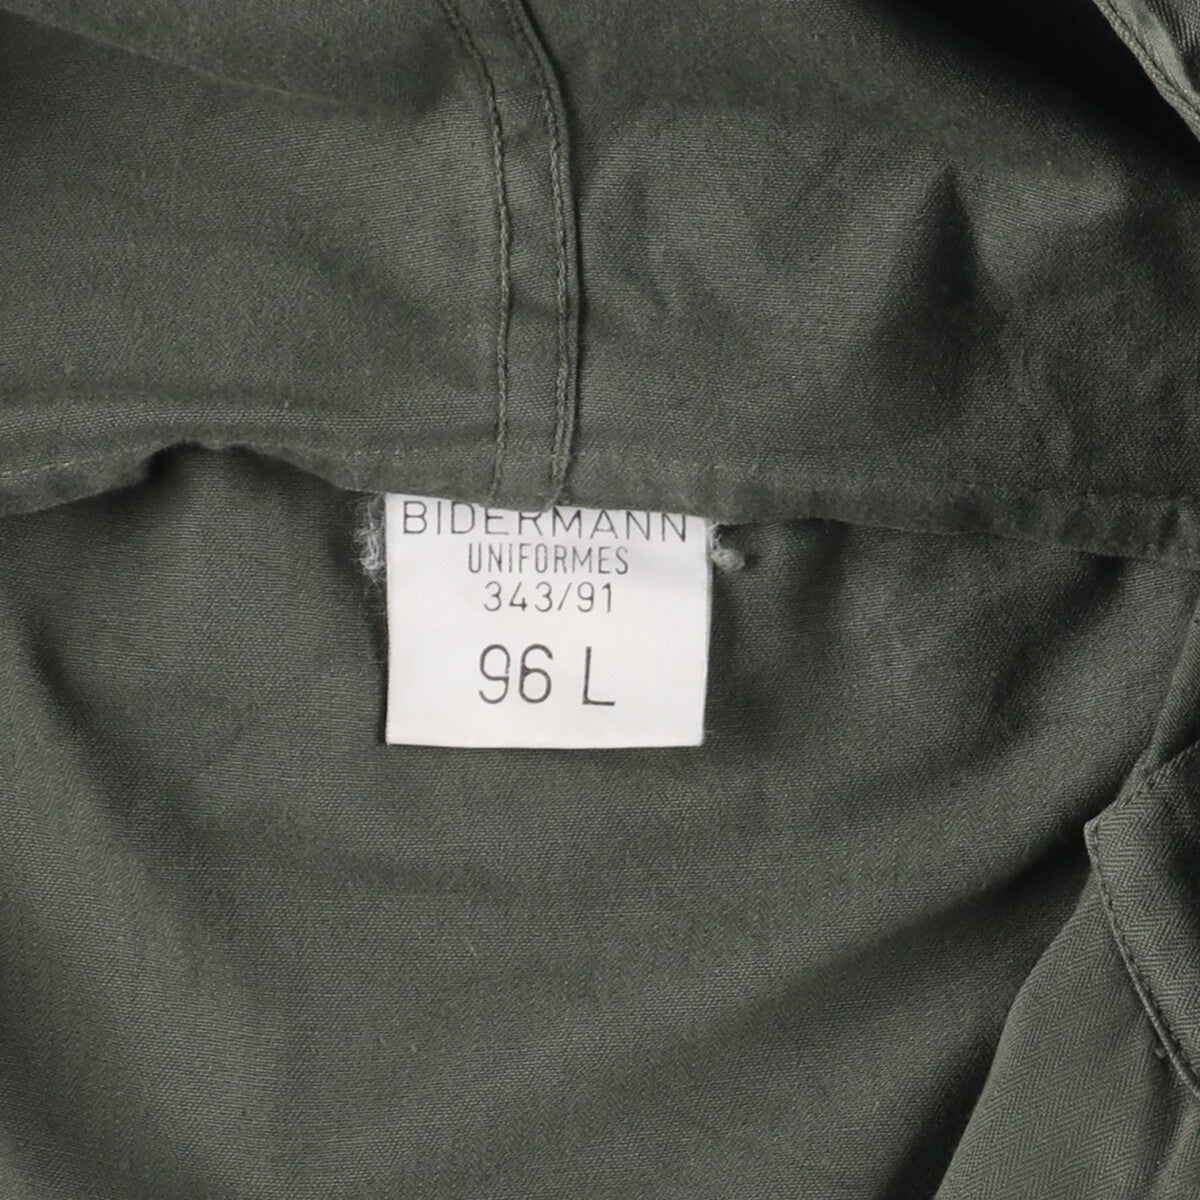 BIDERMANN
UNIFORMES
343/91
96 L